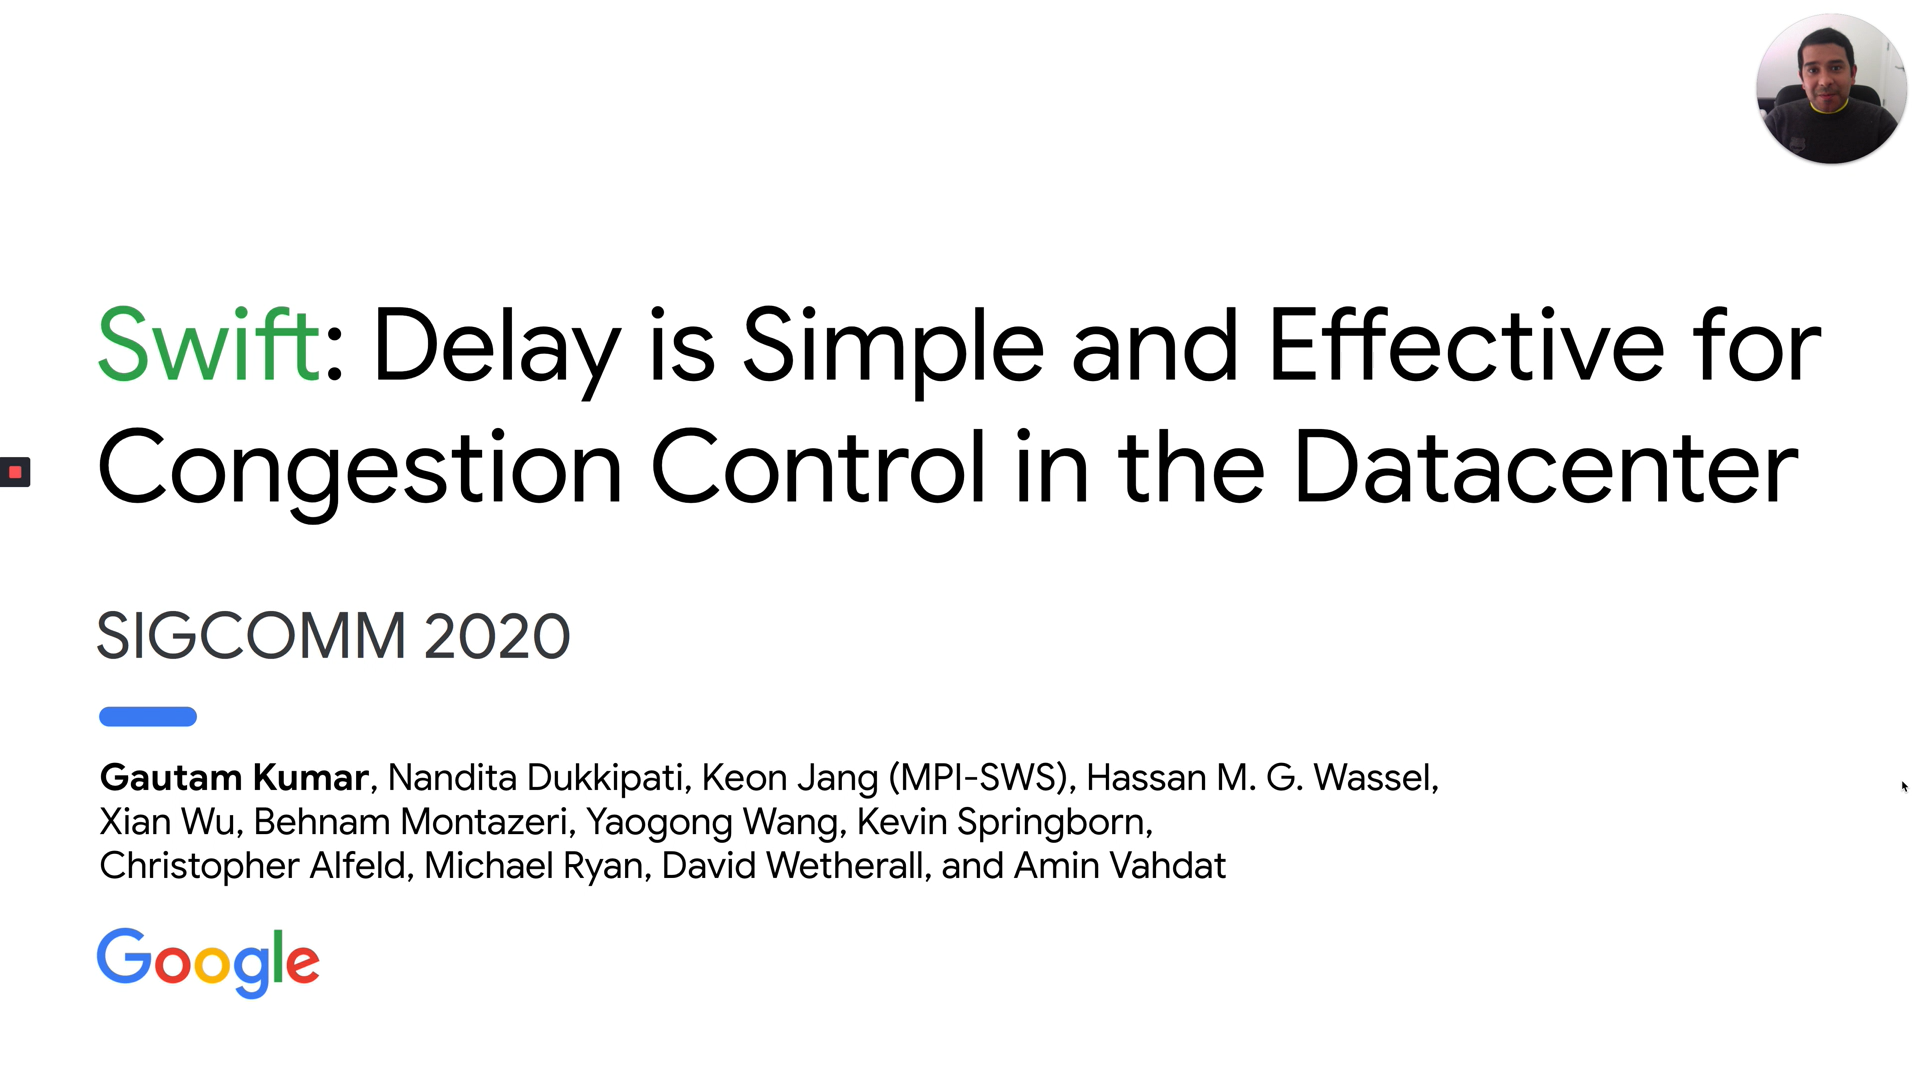 Swift: Delay is Simple and Effective for
Congestion Control in the Datacenter
SIGCOMM 2020
Gautam Kumar, Nandita Dukkipati, Keon Jang (MPI-SWS), Hassan M. G. Wassel,
Xian Wu, Behnam Montazeri, Yaogong Wang, Kevin Springborn,
Christopher Alfeld, Michael Ryan, David Wetherall, and Amin Vahdat
Google